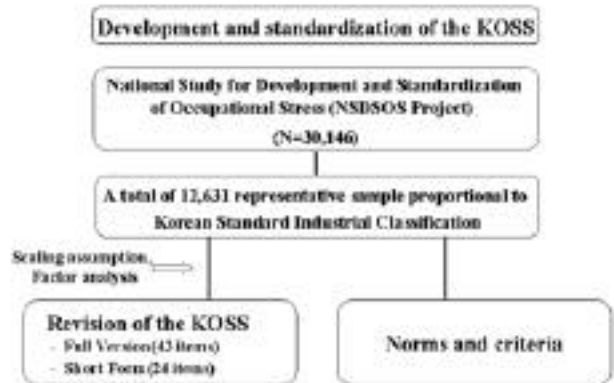 Development and standardization of the KOSS
National Study for Development and Standardization
of Occupational Stress (NSDSOS Project)
(N=30,146)
A total of 12,631 representative sample proportional to
Korean Standard Industrial Classification
Scaling assumption
Factor analysis
Revision of the KOSS
- Full Version(43 items)
- Short Form(24 items)
Norms and criteria